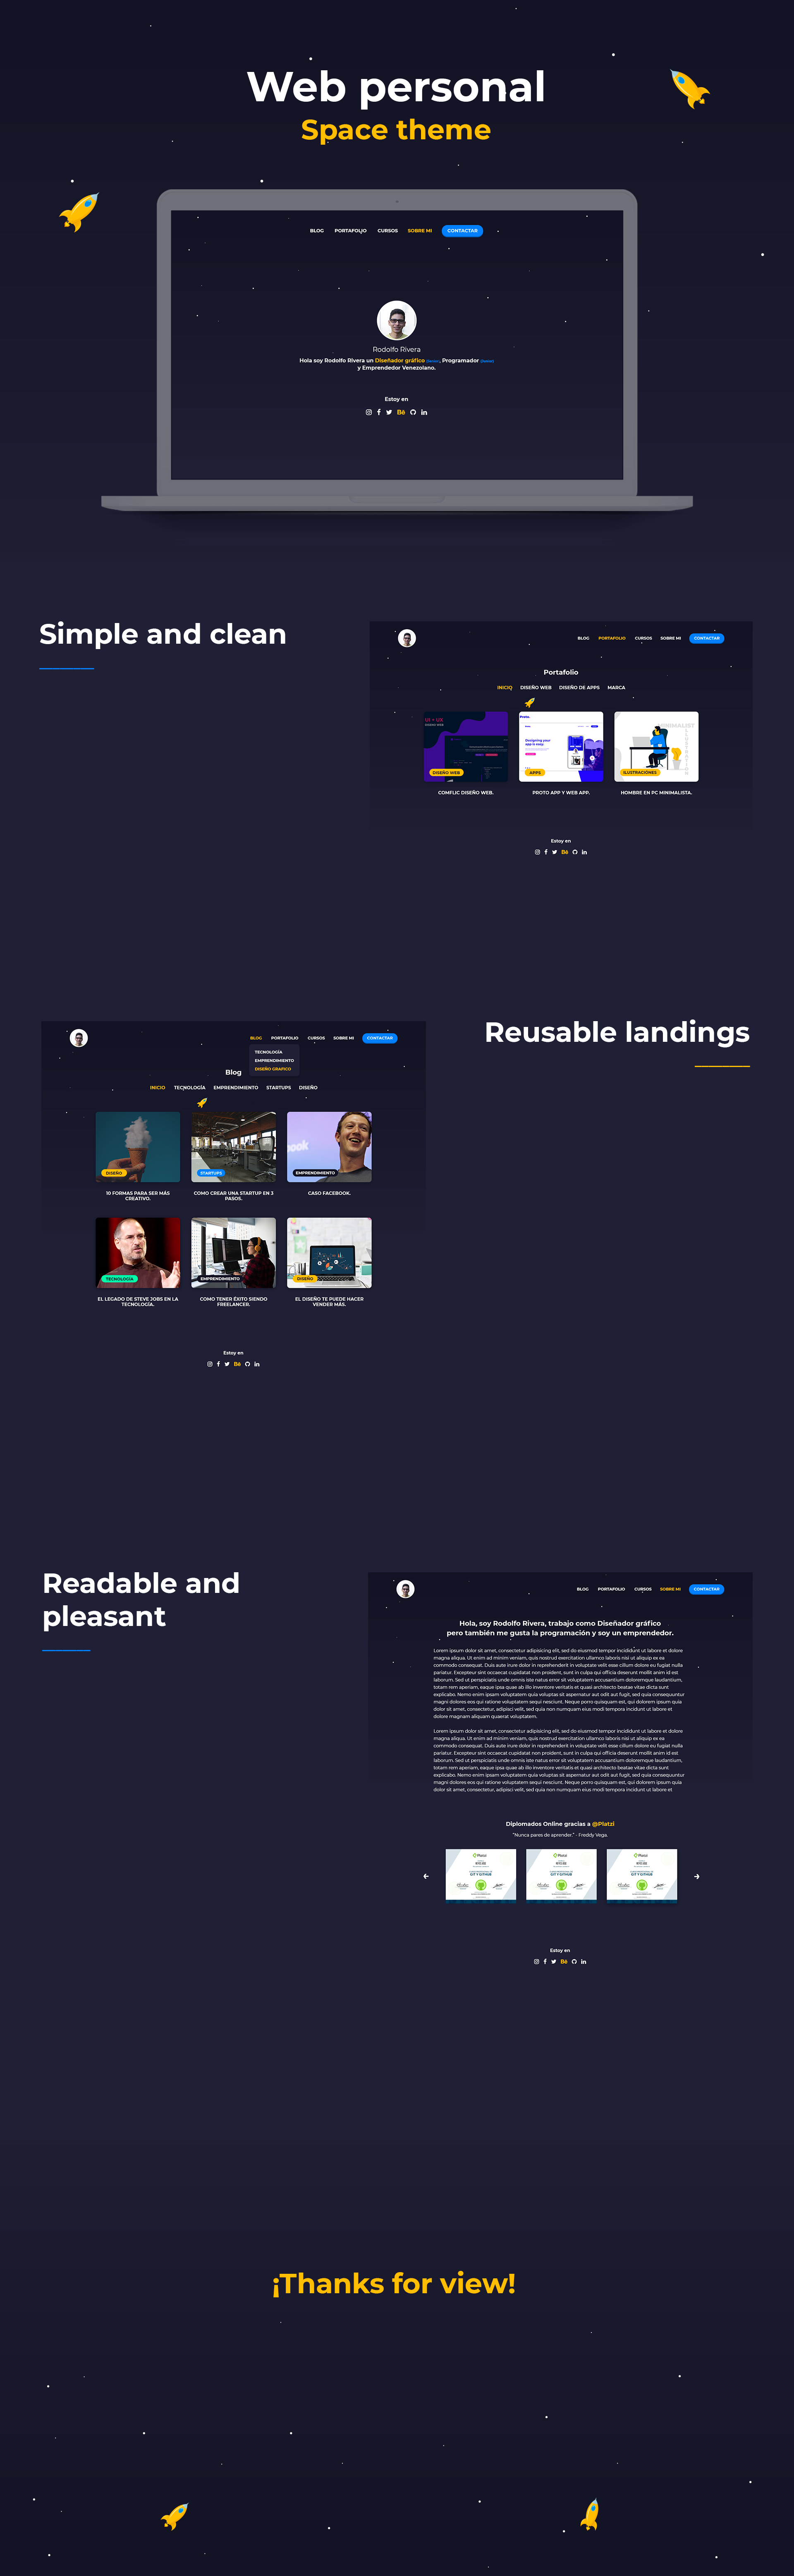 Web personal
Space theme
BLOG PORTAFOLIO CURSOS SOBRE MI CONTACTAR
Rodolfo Rivera
Hola soy Rodolfo Rivera un Diseñador gráfico, Programador
y Emprendedor Venezolano.
Estoy en
Bē
Simple and clean
BLOG PORTAFOLIO CURSOS SOBRE MI CONTACTAR
Portafolio
INICIO DISEÑO WEB DISEÑO DE APPS MARCA
DISEÑO WEB
Proto
Designing your
app is easy.
APPS
MINIMALIST
ILUSTRACIONES
COMFLIC DISEÑO WEB.
PROTO APP Y WEB APP.
HOMBRE EN PC MINIMALISTA.
Estoy en
Bē
Reusable landings
BLOG PORTAFOLIO CURSOS SOBRE MI CONTACTAR
TECNOLOGÍA
EMPRENDIMIENTO
DISEÑO GRAFICO
Blog
INICIO TECNOLOGÍA EMPRENDIMIENTO STARTUPS DISEÑO
DISEÑO
STARTUPS
EMPRENDIMIENTO
10 FORMAS PARA SER MÁS
CREATIVO.
COMO CREAR UNA STARTUP EN 3
PASOS.
CASO FACEBOOK.
TECNOLOGÍA
EMPRENDIMIENTO
DISEÑO
EL LEGADO DE STEVE JOBS EN LA
TECNOLOGÍA.
COMO TENER ÉXITO SIENDO
FREELANCER.
EL DISEÑO TE PUEDE HACER
VENDER MÁS.
Estoy en
Bē
Readable and
pleasant
BLOG PORTAFOLIO CURSOS SOBRE MI CONTACTAR
Hola, soy Rodolfo Rivera, trabajo como Diseñador gráfico
pero también me gusta la programación y soy un emprendedor.
Lorem ipsum dolor sit amet, consectetur adipisicing elit, sed do eiusmod tempor incididunt ut labore et dolore
magna aliqua. Ut enim ad minim veniam, quis nostrud exercitation ullamco laboris nisi ut aliquip ex ea
commodo consequat. Duis aute irure dolor in reprehenderit in voluptate velit esse cillum dolore eu fugiat nulla
pariatur. Excepteur sint occaecat cupidatat non proident, sunt in culpa qui officia deserunt mollit anim id est
laborum. Sed ut perspiciatis unde omnis iste natus error sit voluptatem accusantium doloremque laudantium,
totam rem aperiam, eaque ipsa quae ab illo inventore veritatis et quasi architecto beatae vitae dicta sunt
explicabo. Nemo enim ipsam voluptatem quia voluptas sit aspernatur aut odit aut fugit, sed quia consequuntur
magni dolores eos qui ratione voluptatem sequi nesciunt. Neque porro quisquam est, qui dolorem ipsum quia
dolor sit amet, consectetur, adipisci velit, sed quia non numquam eius modi tempora incidunt ut labore et
dolore magnam aliquam quaerat voluptatem.
Lorem ipsum dolor sit amet, consectetur adipisicing elit, sed do eiusmod tempor incididunt ut labore et dolore
magna aliqua. Ut enim ad minim veniam, quis nostrud exercitation ullamco laboris nisi ut aliquip ex ea
commodo consequat. Duis aute irure dolor in reprehenderit in voluptate velit esse cillum dolore eu fugiat nulla
pariatur. Excepteur sint occaecat cupidatat non proident, sunt in culpa qui officia deserunt mollit anim id est
laborum. Sed ut perspiciatis unde omnis iste natus error sit voluptatem accusantium doloremque laudantium,
totam rem aperiam, eaque ipsa quae ab illo inventore veritatis et quasi architecto beatae vitae dicta sunt
explicabo. Nemo enim ipsam voluptatem quia voluptas sit aspernatur aut odit aut fugit, sed quia consequuntur
magni dolores eos qui ratione voluptatem sequi nesciunt. Neque porro quisquam est, qui dolorem ipsum quia
dolor sit amet, consectetur, adipisci velit, sed quia non numquam eius modi tempora incidunt ut labore et
Diplomados Online gracias a @Platzi
"Nunca pares de aprender." - Freddy Vega.
Platzi
Platzi
Platzi
GIT Y GITHUB
GIT Y GITHUB
GIT Y GITHUB
Estoy en
Bē
¡Thanks for view!